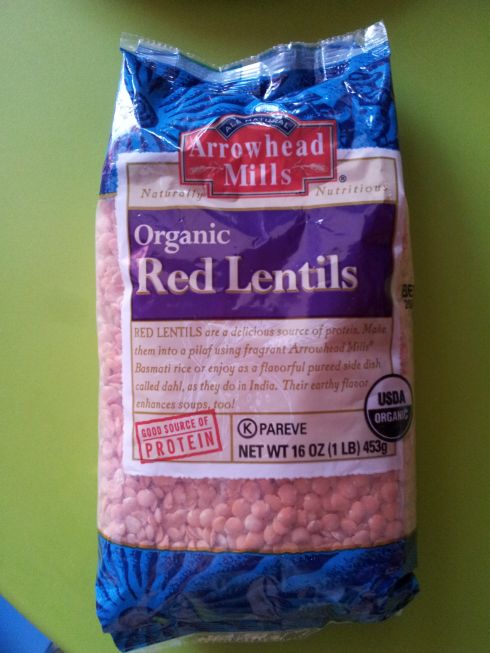 ALL NATURAL
Arrowhead
Mills®
Naturally Nutritious
Organic
Red Lentils
RED LENTILS are a delicious source of protein. Make
them into a pilaf using fragrant Arrowhead Mills®
Basmati rice or enjoy as a flavorful pureed side dish
called dahl, as they do in India. Their earthy flavor
enhances soups, too!
USDA
ORGANIC
GOOD SOURCE OF
PROTEIN
K PAREVE
NET WT 16 OZ (1 LB) 453g